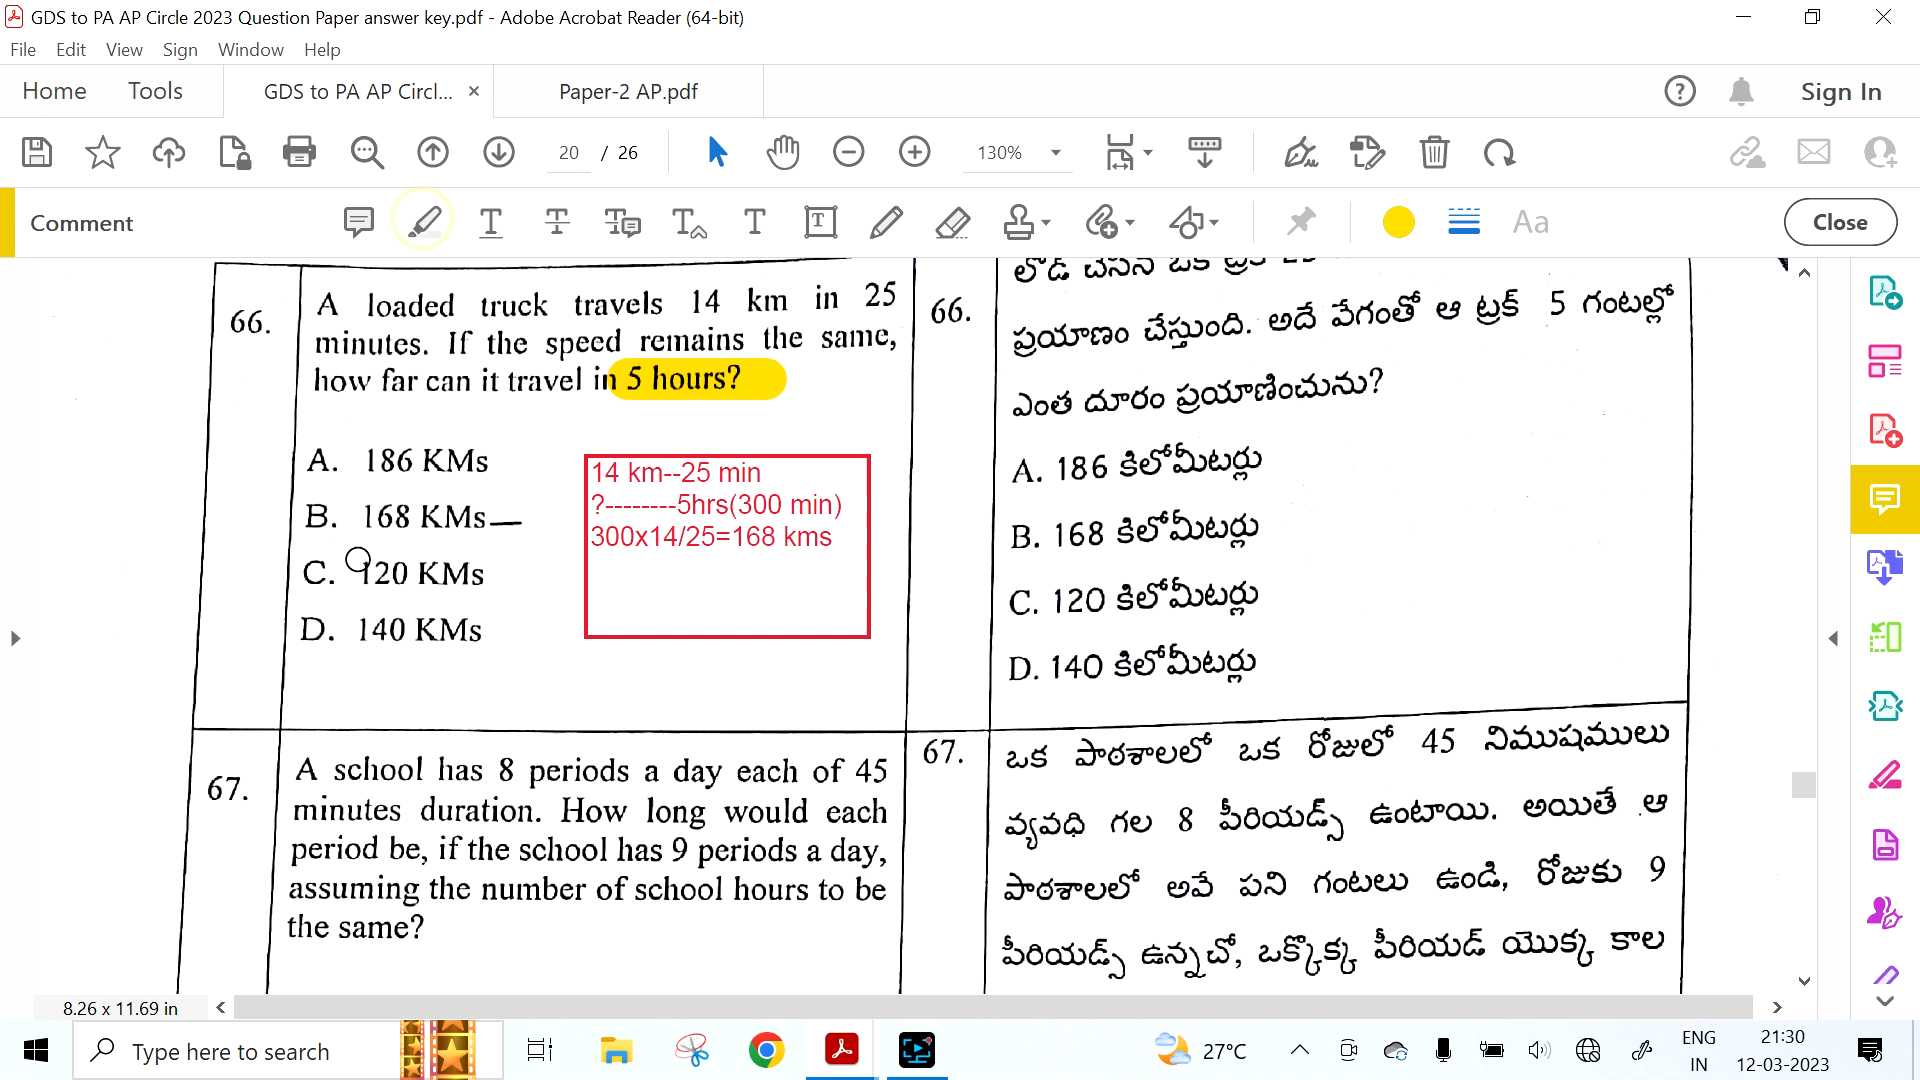 GDS to PA AP Circle 2023 Question Paper answer key.pdf - Adobe Acrobat Reader (64-bit)
File Edit View Sign Window Help
Home Tools GDS to PA AP Circl... × Paper-2 AP.pdf Sign In
20 / 26 130%
Comment Aa Close
66.
A loaded truck travels 14 km in 25
minutes. If the speed remains the same,
how far can it travel in 5 hours?
A. 186 KMs
B. 168 KMs
C. 120 KMs
D. 140 KMs
14 km--25 min
?--------5hrs(300 min)
300x14/25=168 kms
66.
ప్రయాణం చేస్తుంది. అదే వేగంతో ఆ ట్రక్ 5 గంటల్లో
ఎంత దూరం ప్రయాణించును?
A. 186 కిలోమీటర్లు
B. 168 కిలోమీటర్లు
C. 120 కిలోమీటర్లు
D. 140 కిలోమీటర్లు
67.
A school has 8 periods a day each of 45
minutes duration. How long would each
period be, if the school has 9 periods a day,
assuming the number of school hours to be
the same?
67.
ఒక పాఠశాలలో ఒక రోజులో 45 నిముషములు
వ్యవధి గల 8 పీరియడ్స్ ఉంటాయి. అయితే ఆ
పాఠశాలలో అవే పని గంటలు ఉండి, రోజుకు 9
పీరియడ్స్ ఉన్నచో, ఒక్కొక్క పీరియడ్ యొక్క కాల
8.26 x 11.69 in
Type here to search
27°C
ENG
IN
21:30
12-03-2023